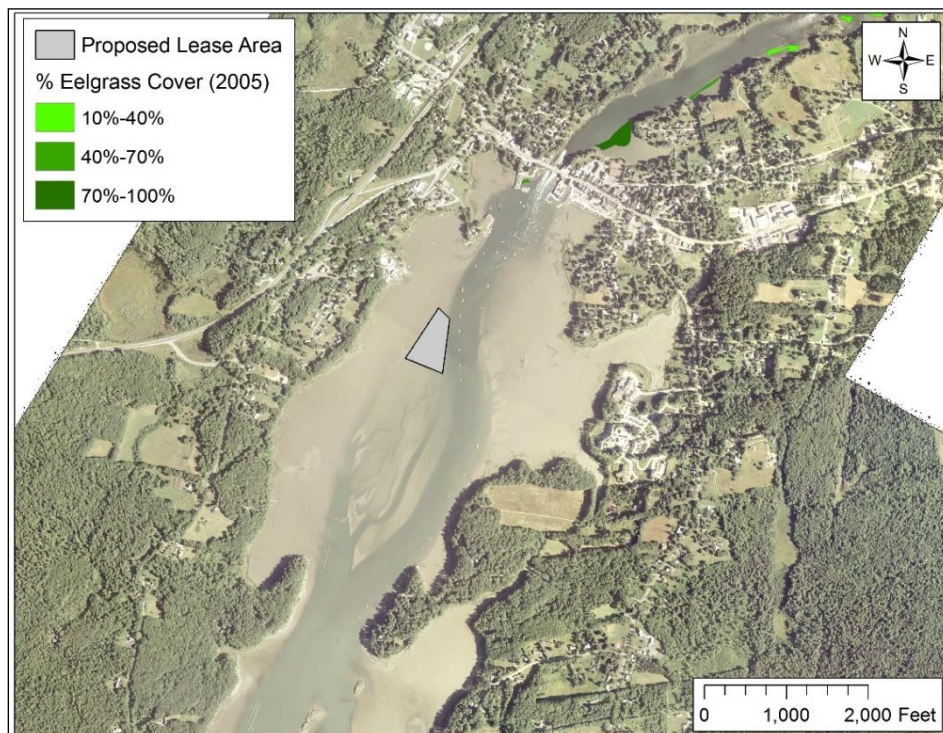 Proposed Lease Area
% Eelgrass Cover (2005)
10%-40%
40%-70%
70%-100%
N
W E
S
0 1,000 2,000 Feet